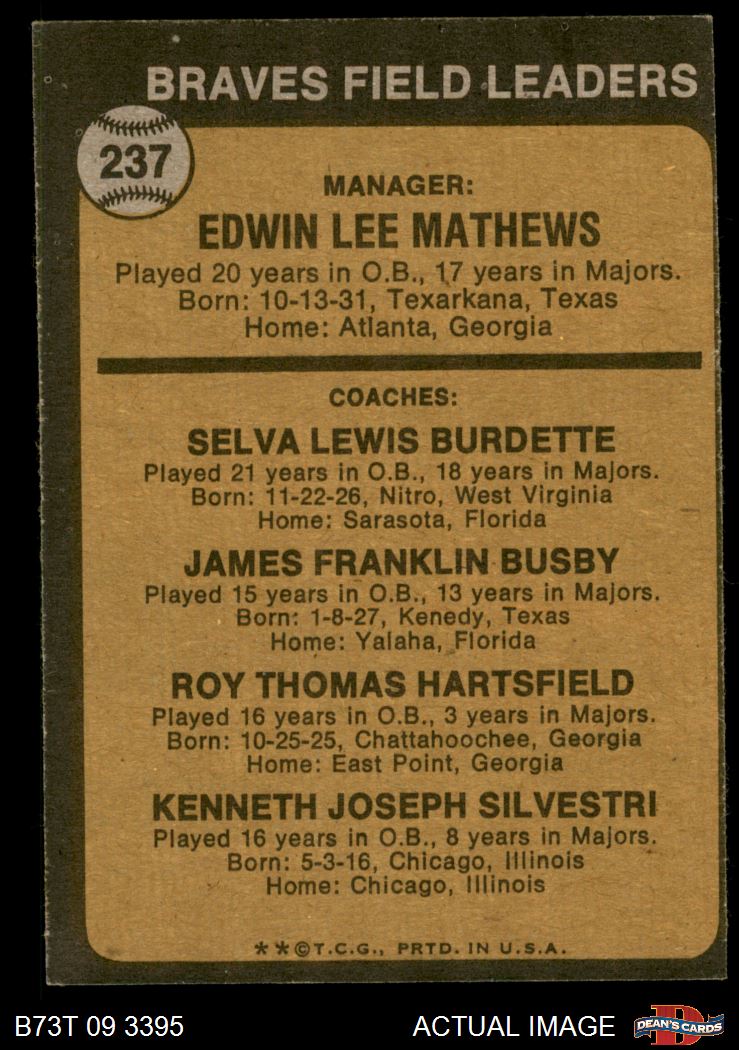 BRAVES FIELD LEADERS
237
MANAGER:
EDWIN LEE MATHEWS
Played 20 years in O.B., 17 years in Majors.
Born: 10-13-31, Texarkana, Texas
Home: Atlanta, Georgia
COACHES:
SELVA LEWIS BURDETTE
Played 21 years in O.B., 18 years in Majors.
Born: 11-22-26, Nitro, West Virginia
Home: Sarasota, Florida
JAMES FRANKLIN BUSBY
Played 15 years in O.B., 13 years in Majors.
Born: 1-8-27, Kenedy, Texas
Home: Yalaha, Florida
ROY THOMAS HARTSFIELD
Played 16 years in O.B., 3 years in Majors.
Born: 10-25-25, Chattahoochee, Georgia
Home: East Point, Georgia
KENNETH JOSEPH SILVESTRI
Played 16 years in O.B., 8 years in Majors.
Born: 5-3-16, Chicago, Illinois
Home: Chicago, Illinois
**©T.C.G., PRTD. IN U.S.A.
B73T 09 3395
ACTUAL IMAGE
D
DEAN'S CARDS